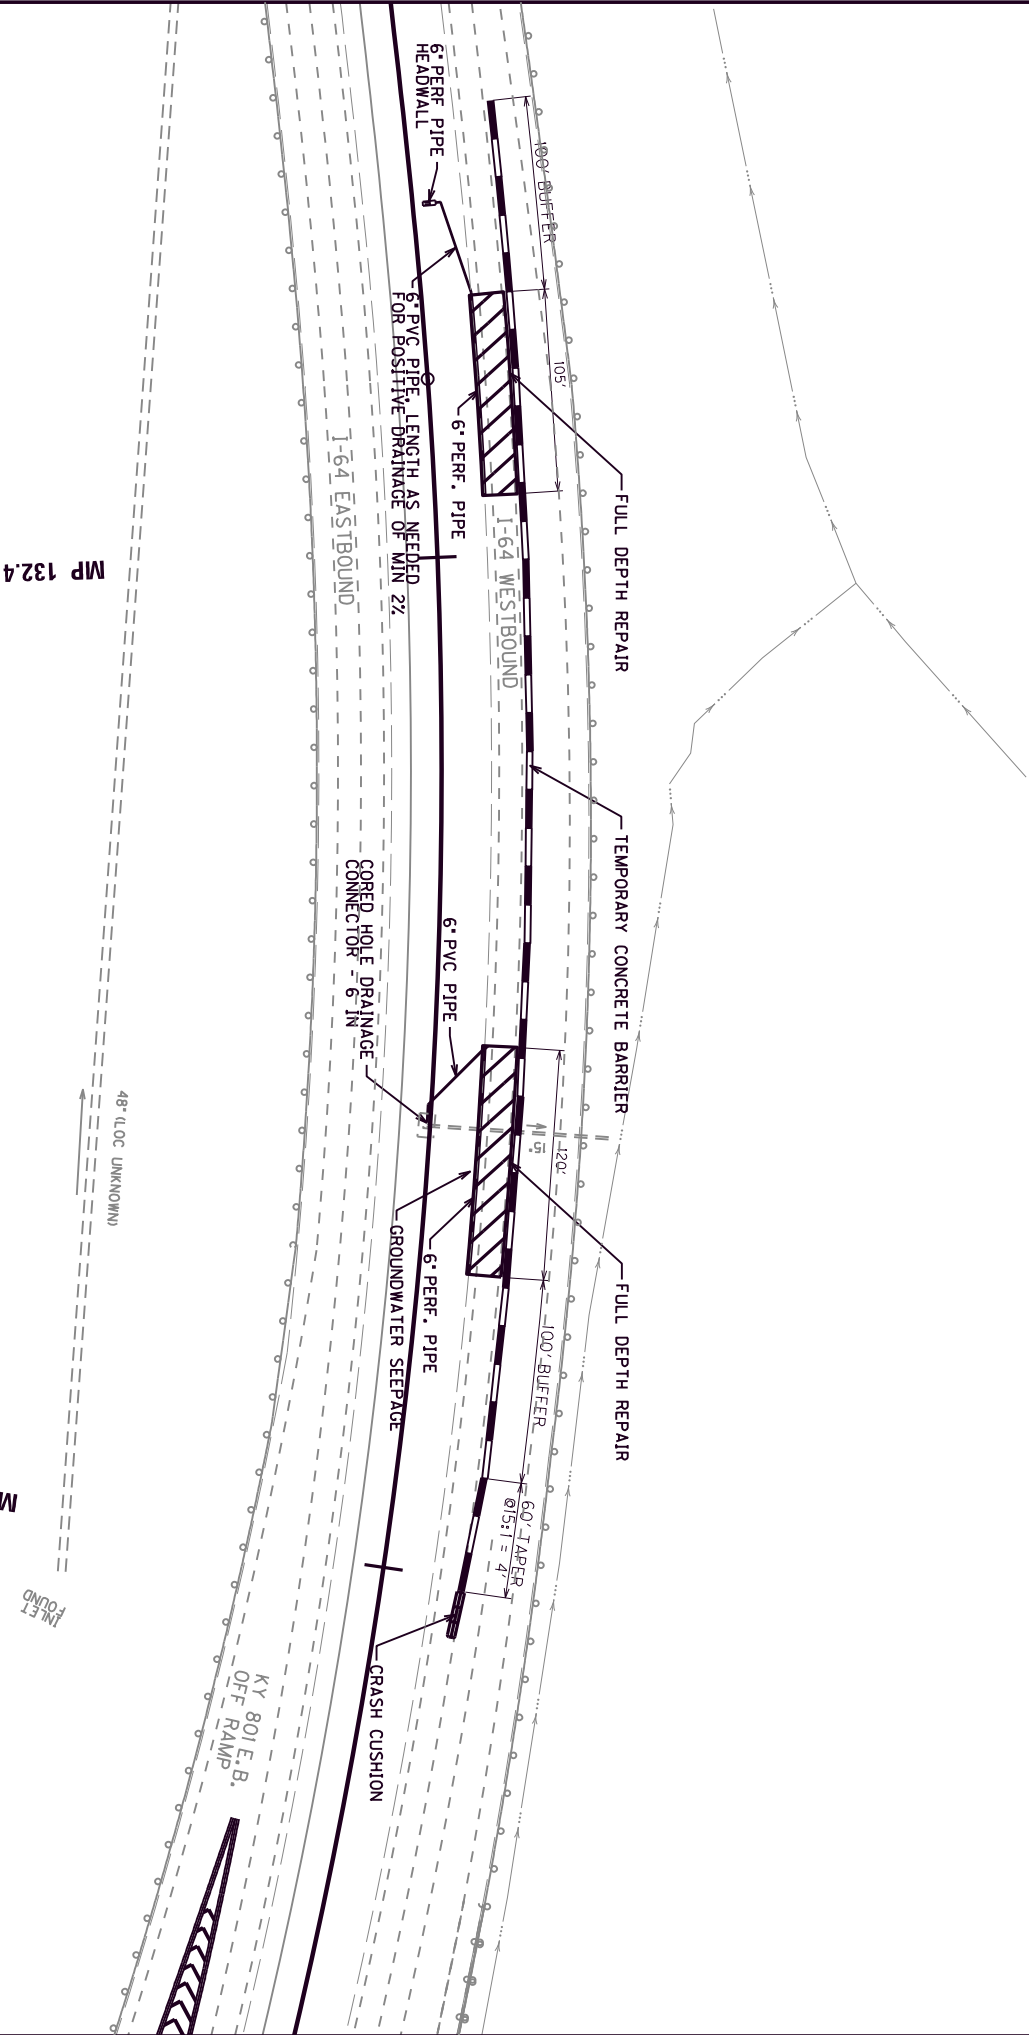 6" PERF PIPE
HEADWALL
100' BUFFER
105'
6" PVC PIPE, LENGTH AS NEEDED
FOR POSITIVE DRAINAGE OF MIN 2%
6" PERF. PIPE
I-64 EASTBOUND
I-64 WESTBOUND
FULL DEPTH REPAIR
MP 132.4
TEMPORARY CONCRETE BARRIER
CORED HOLE DRAINAGE
CONNECTOR - 6 IN
6" PVC PIPE
15"
120'
48" (LOC UNKNOWN)
GROUNDWATER SEEPAGE
6" PERF. PIPE
FULL DEPTH REPAIR
100' BUFFER
60' TAPER
@15:1 = 4'
M
INLET
FOUND
CRASH CUSHION
KY 801 E.B.
OFF RAMP.